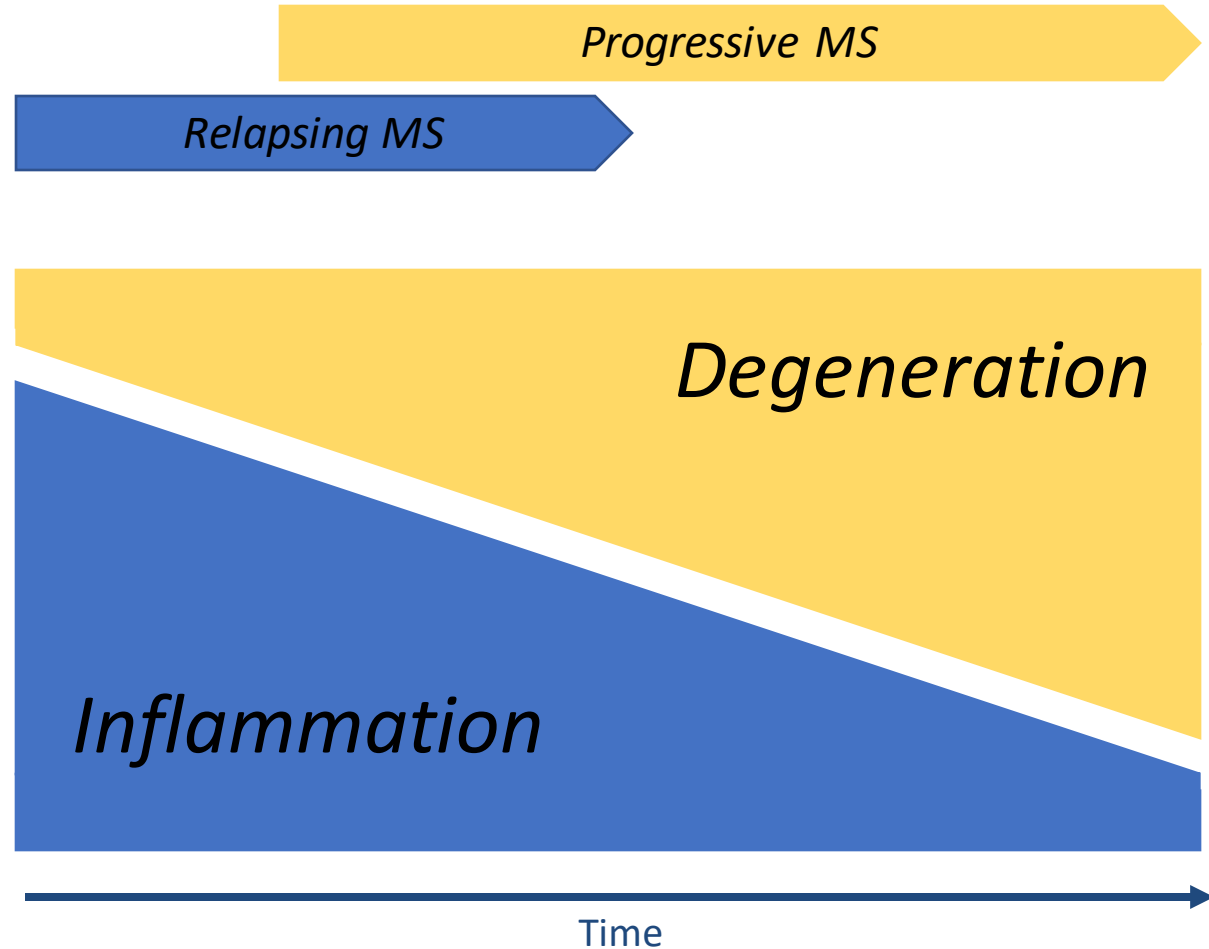 Progressive MS
Relapsing MS
Degeneration
Inflammation
Time